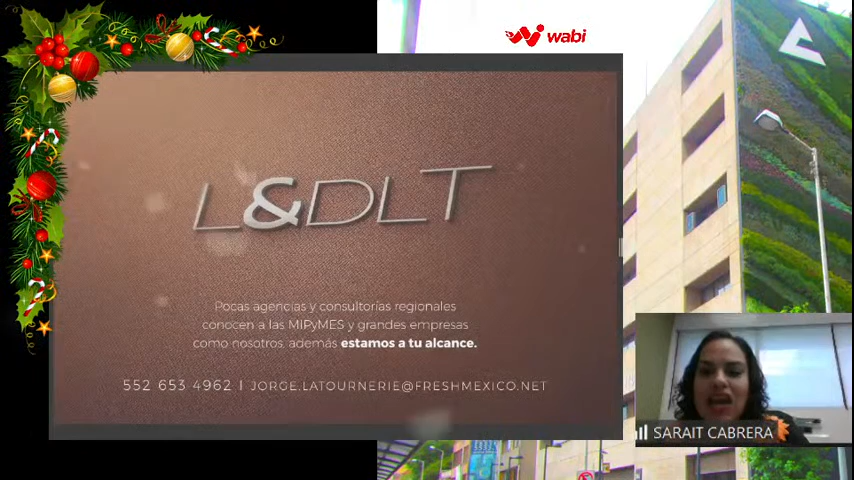 wabi
L&DLT
Pocas agencias y consultorías regionales
conocen a las MIPyMES y grandes empresas
como nosotros, además estamos a tu alcance.
552 653 4962 | JORGE.LATOURNERIE@FRESHMEXICO.NET
SARAIT CABRERA